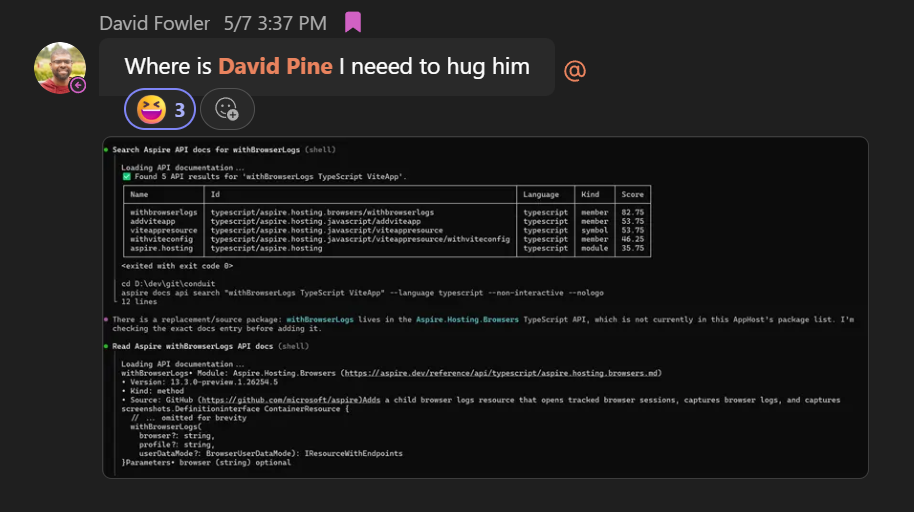 David Fowler 5/7 3:37 PM
Where is David Pine I neeed to hug him
@
3
Search Aspire API docs for withBrowserLogs (shell)
Loading API documentation...
✅ Found 5 API results for 'withBrowserLogs TypeScript ViteApp'.
Name Id Language Kind Score
withbrowserlogs typescript/aspire.hosting.browsers/withbrowserlogs typescript member 82.75
addviteapp typescript/aspire.hosting.javascript/addviteapp typescript member 53.75
viteappresource typescript/aspire.hosting.javascript/viteappresource typescript symbol 53.75
withviteconfig typescript/aspire.hosting.javascript/viteappresource/withviteconfig typescript member 46.25
aspire.hosting typescript/aspire.hosting typescript module 35.75
<exited with exit code 0>
cd D:\dev\git\conduit
aspire docs api search "withBrowserLogs TypeScript ViteApp" --language typescript --non-interactive --nologo
12 lines
There is a replacement/source package: withBrowserLogs lives in the Aspire.Hosting.Browsers TypeScript API, which is not currently in this AppHost's package list. I'm
checking the exact docs entry before adding it.
Read Aspire withBrowserLogs API docs (shell)
Loading API documentation...
withBrowserLogs• Module: Aspire.Hosting.Browsers (https://aspire.dev/reference/api/typescript/aspire.hosting.browsers.md)
• Version: 13.3.0-preview.1.26254.5
• Kind: method
• Source: GitHub (https://github.com/microsoft/aspire)Adds a child browser logs resource that opens tracked browser sessions, captures browser logs, and captures
screenshots.Definitioninterface ContainerResource {
// ... omitted for brevity
withBrowserLogs(
browser?: string,
profile?: string,
userDataMode?: BrowserUserDataMode): IResourceWithEndpoints
}Parameters• browser (string) optional